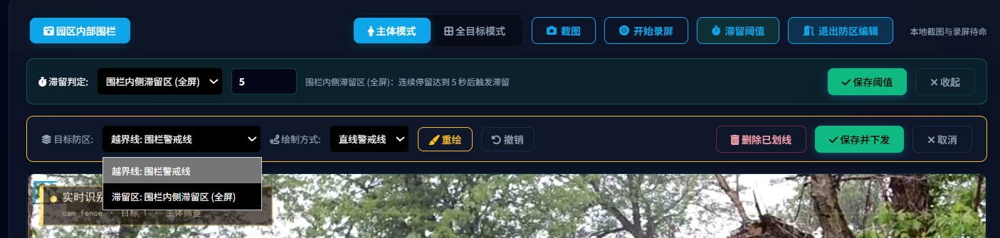 园区内部围栏 主体模式 全目标模式 截图 开始录屏 滞留阈值 退出防区编辑 本地截图与录屏待命
滞留判定: 围栏内侧滞留区 (全屏) 5 围栏内侧滞留区 (全屏)：连续停留达到 5 秒后触发滞留 保存阈值 收起
目标防区: 越界线: 围栏警戒线 绘制方式: 直线警戒线 重绘 撤销 删除已划线 保存并下发 取消
越界线: 围栏警戒线
滞留区: 围栏内侧滞留区 (全屏)
实时识别
cam_fence · 目标 1 · 主体筛查